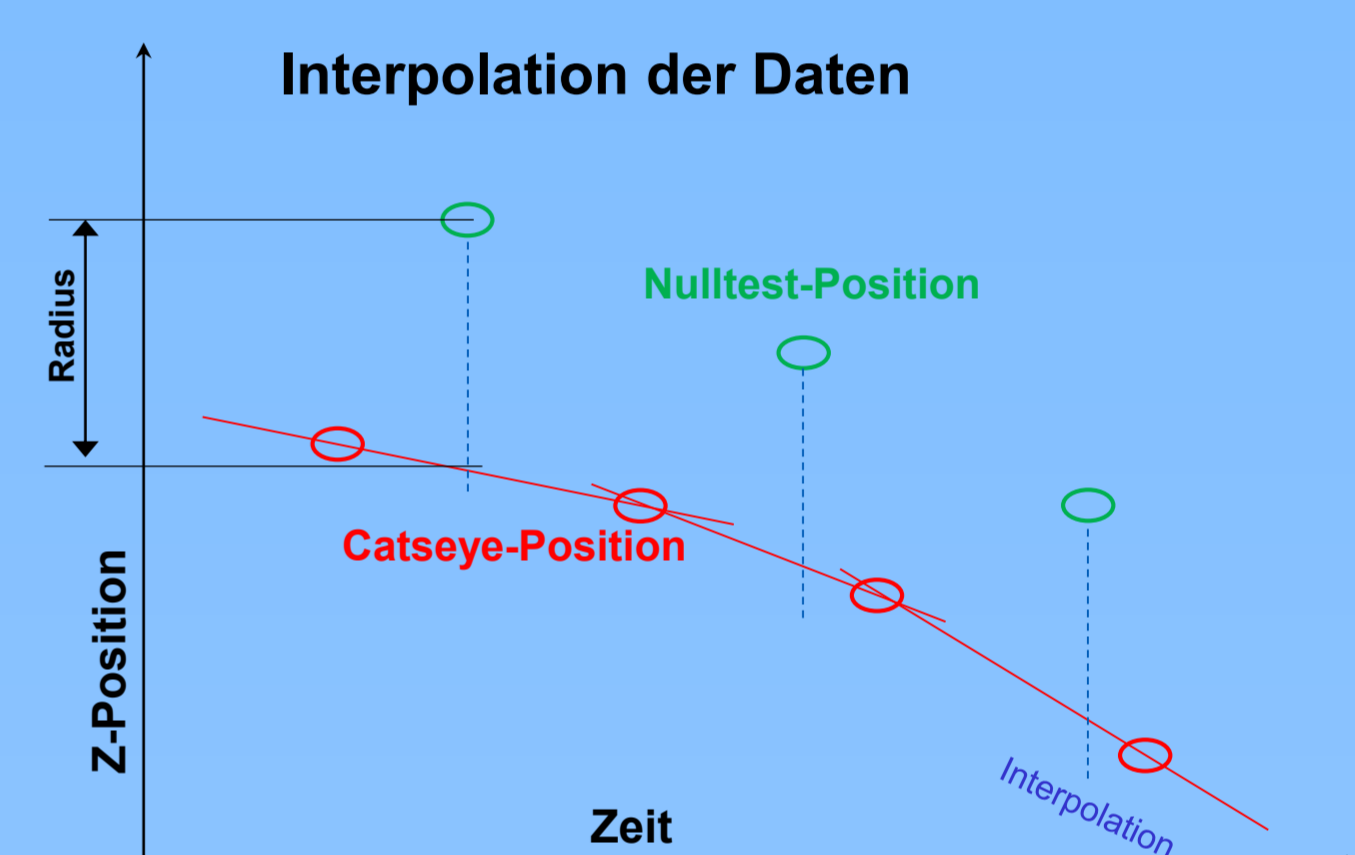 Interpolation der Daten
Radius
Nulltest-Position
Catseye-Position
Z-Position
Interpolation
Zeit